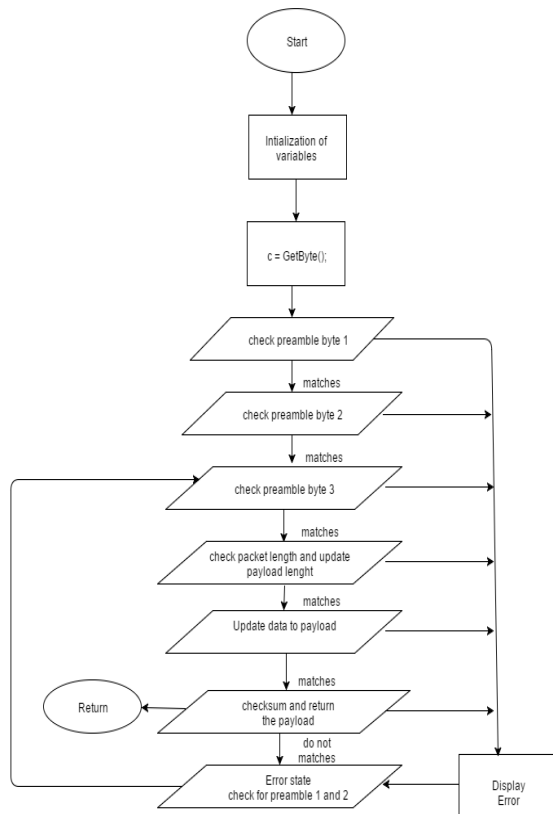 Start
Intialization of
variables
c = GetByte();
check preamble byte 1
matches
check preamble byte 2
matches
check preamble byte 3
matches
check packet length and update
payload lenght
matches
Update data to payload
matches
Return
checksum and return
the payload
do not
matches
Error state
check for preamble 1 and 2
Display
Error